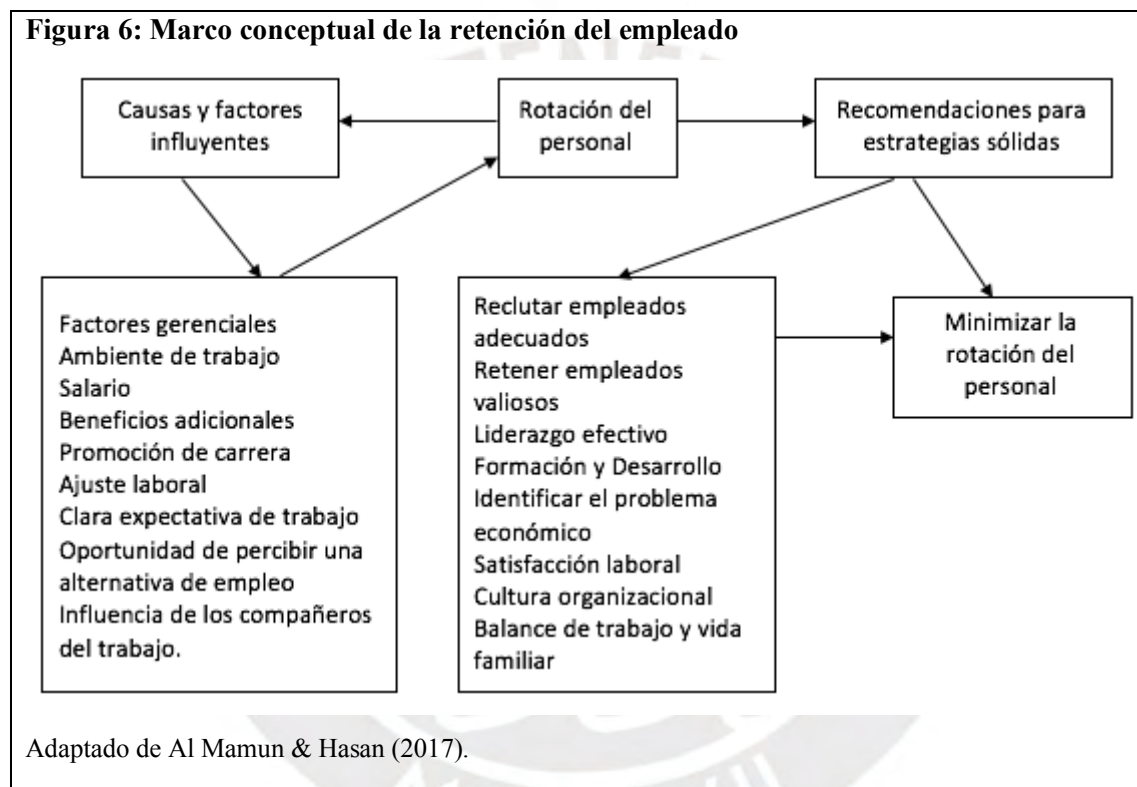 Figura 6: Marco conceptual de la retención del empleado
Causas y factores
influyentes
Rotación del
personal
Recomendaciones para
estrategias sólidas
Factores gerenciales
Ambiente de trabajo
Salario
Beneficios adicionales
Promoción de carrera
Ajuste laboral
Clara expectativa de trabajo
Oportunidad de percibir una
alternativa de empleo
Influencia de los compañeros
del trabajo.
Reclutar empleados
adecuados
Retener empleados
valiosos
Liderazgo efectivo
Formación y Desarrollo
Identificar el problema
económico
Satisfacción laboral
Cultura organizacional
Balance de trabajo y vida
familiar
Minimizar la
rotación del
personal
Adaptado de Al Mamun & Hasan (2017).